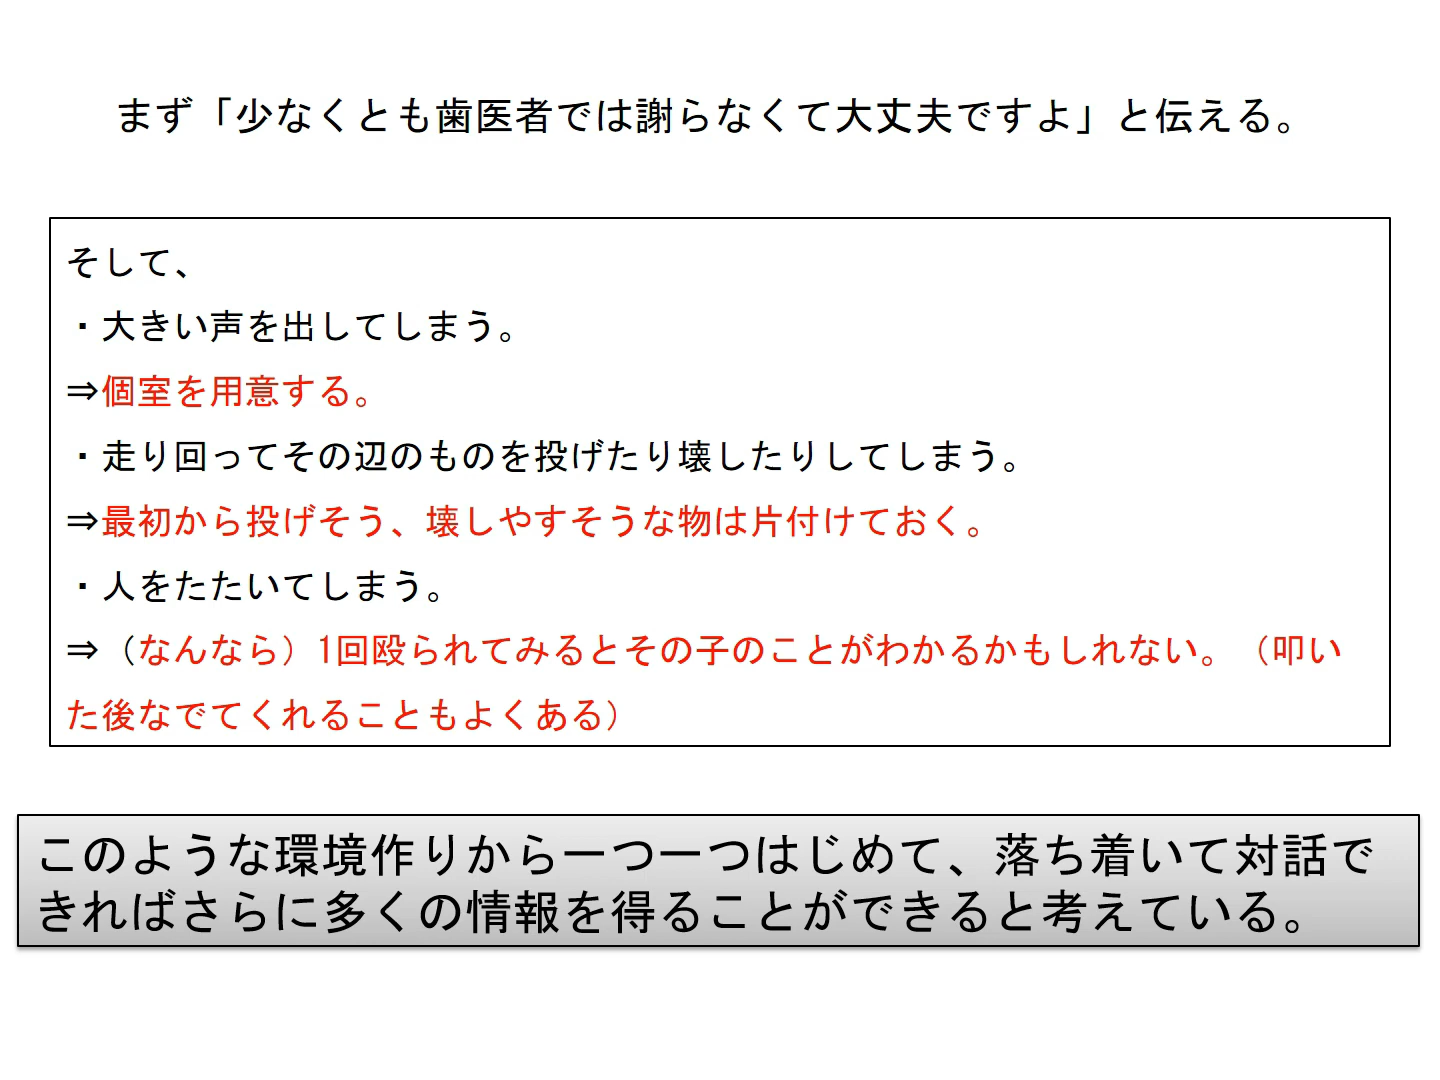 まず「少なくとも歯医者では謝らなくて大丈夫ですよ」と伝える。
そして、
・大きい声を出してしまう。
⇒個室を用意する。
・走り回ってその辺のものを投げたり壊したりしてしまう。
⇒最初から投げそう、壊しやすそうな物は片付けておく。
・人をたたいてしまう。
⇒（なんなら）1回殴られてみるとその子のことがわかるかもしれない。（叩い
た後なでてくれることもよくある）
このような環境作りから一つ一つはじめて、落ち着いて対話で
きればさらに多くの情報を得ることができると考えている。